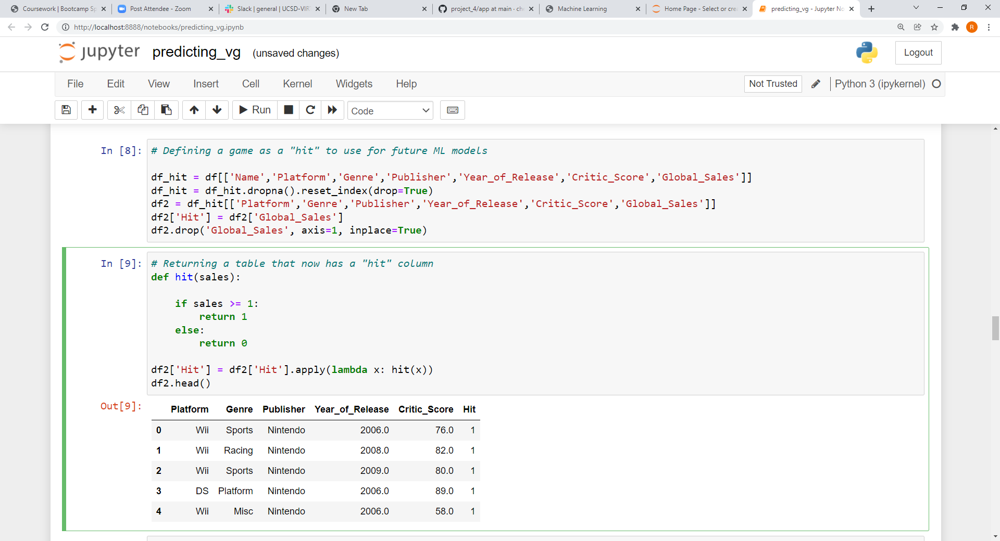 Coursework | Bootcamp Sp
Post Attendee - Zoom
Slack | general | UCSD-VIR
New Tab
project_4/app at main · ch
Machine Learning
Home Page - Select or cre
predicting_vg - Jupyter No
http://localhost:8888/notebooks/predicting_vg.ipynb
R
jupyter predicting_vg (unsaved changes)
Logout
File Edit View Insert Cell Kernel Widgets Help
Not Trusted
Python 3 (ipykernel)
Run
Code
In [8]:
# Defining a game as a "hit" to use for future ML models
df_hit = df[['Name','Platform','Genre','Publisher','Year_of_Release','Critic_Score','Global_Sales']]
df_hit = df_hit.dropna().reset_index(drop=True)
df2 = df_hit[['Platform','Genre','Publisher','Year_of_Release','Critic_Score','Global_Sales']]
df2['Hit'] = df2['Global_Sales']
df2.drop('Global_Sales', axis=1, inplace=True)
In [9]:
# Returning a table that now has a "hit" column
def hit(sales):
    if sales >= 1:
        return 1
    else:
        return 0
df2['Hit'] = df2['Hit'].apply(lambda x: hit(x))
df2.head()
Out[9]:
Platform Genre Publisher Year_of_Release Critic_Score Hit
0 Wii Sports Nintendo 2006.0 76.0 1
1 Wii Racing Nintendo 2008.0 82.0 1
2 Wii Sports Nintendo 2009.0 80.0 1
3 DS Platform Nintendo 2006.0 89.0 1
4 Wii Misc Nintendo 2006.0 58.0 1